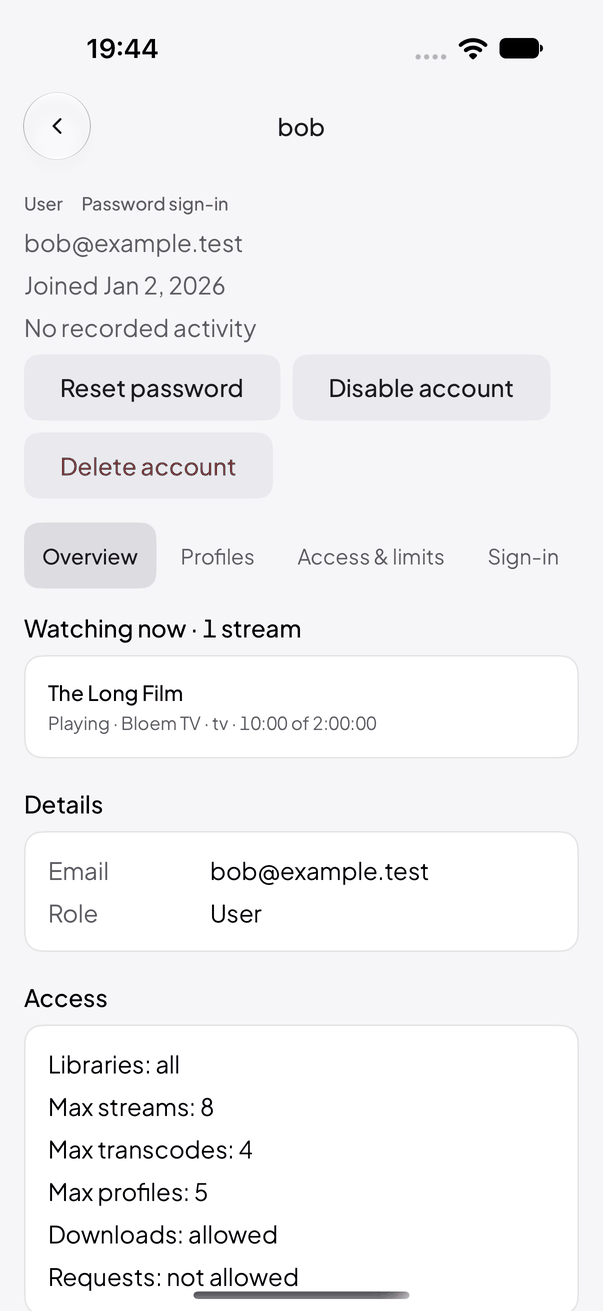 19:44
bob
User Password sign-in
bob@example.test
Joined Jan 2, 2026
No recorded activity
Reset password Disable account
Delete account
Overview Profiles Access & limits Sign-in
Watching now · 1 stream
The Long Film
Playing · Bloem TV · tv · 10:00 of 2:00:00
Details
Email bob@example.test
Role User
Access
Libraries: all
Max streams: 8
Max transcodes: 4
Max profiles: 5
Downloads: allowed
Requests: not allowed